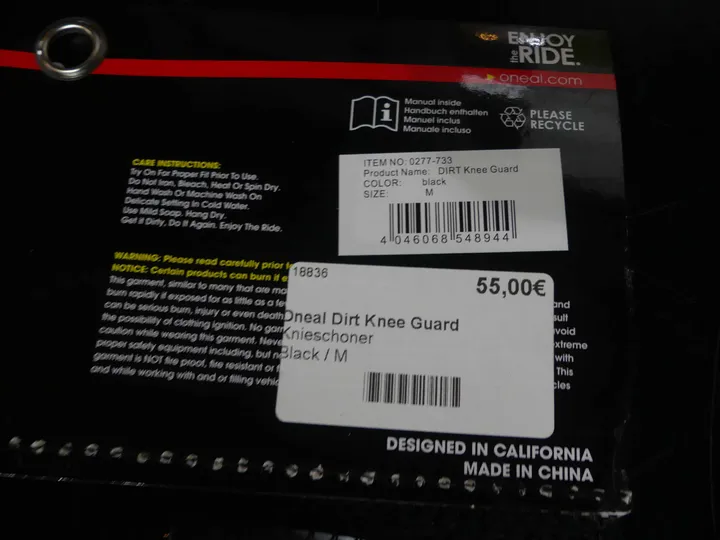 ENJOY
the RIDE.
oneal.com
Manual inside
Handbuch enthalten
Manuel inclus
Manuale incluso
PLEASE
RECYCLE
ITEM NO: 0277-733
Product Name: DIRT Knee Guard
COLOR: black
SIZE: M
4 046068 548944
CARE INSTRUCTIONS:
Try On For Proper Fit Prior To Use.
Do Not Iron, Bleach, Heat Or Spin Dry.
Hand Wash Or Machine Wash On
Delicate Setting In Cold Water.
Use Mild Soap. Hang Dry.
Get it Dirty, Do It Again. Enjoy The Ride.
WARNING: Please read carefully prior
NOTICE: Certain products can burn if
This garment, similar to many that are
burn rapidly if exposed for as little as a and
can be serious burn, injury or even death
the possibility of clothing ignition. No
caution while wearing this garment. extreme
proper safety equipment including, but with
garment is NOT fire proof, fire resistant or This
and while working with and or filling
18836
55,00€
Oneal Dirt Knee Guard
Knieschoner
Black / M
DESIGNED IN CALIFORNIA
MADE IN CHINA